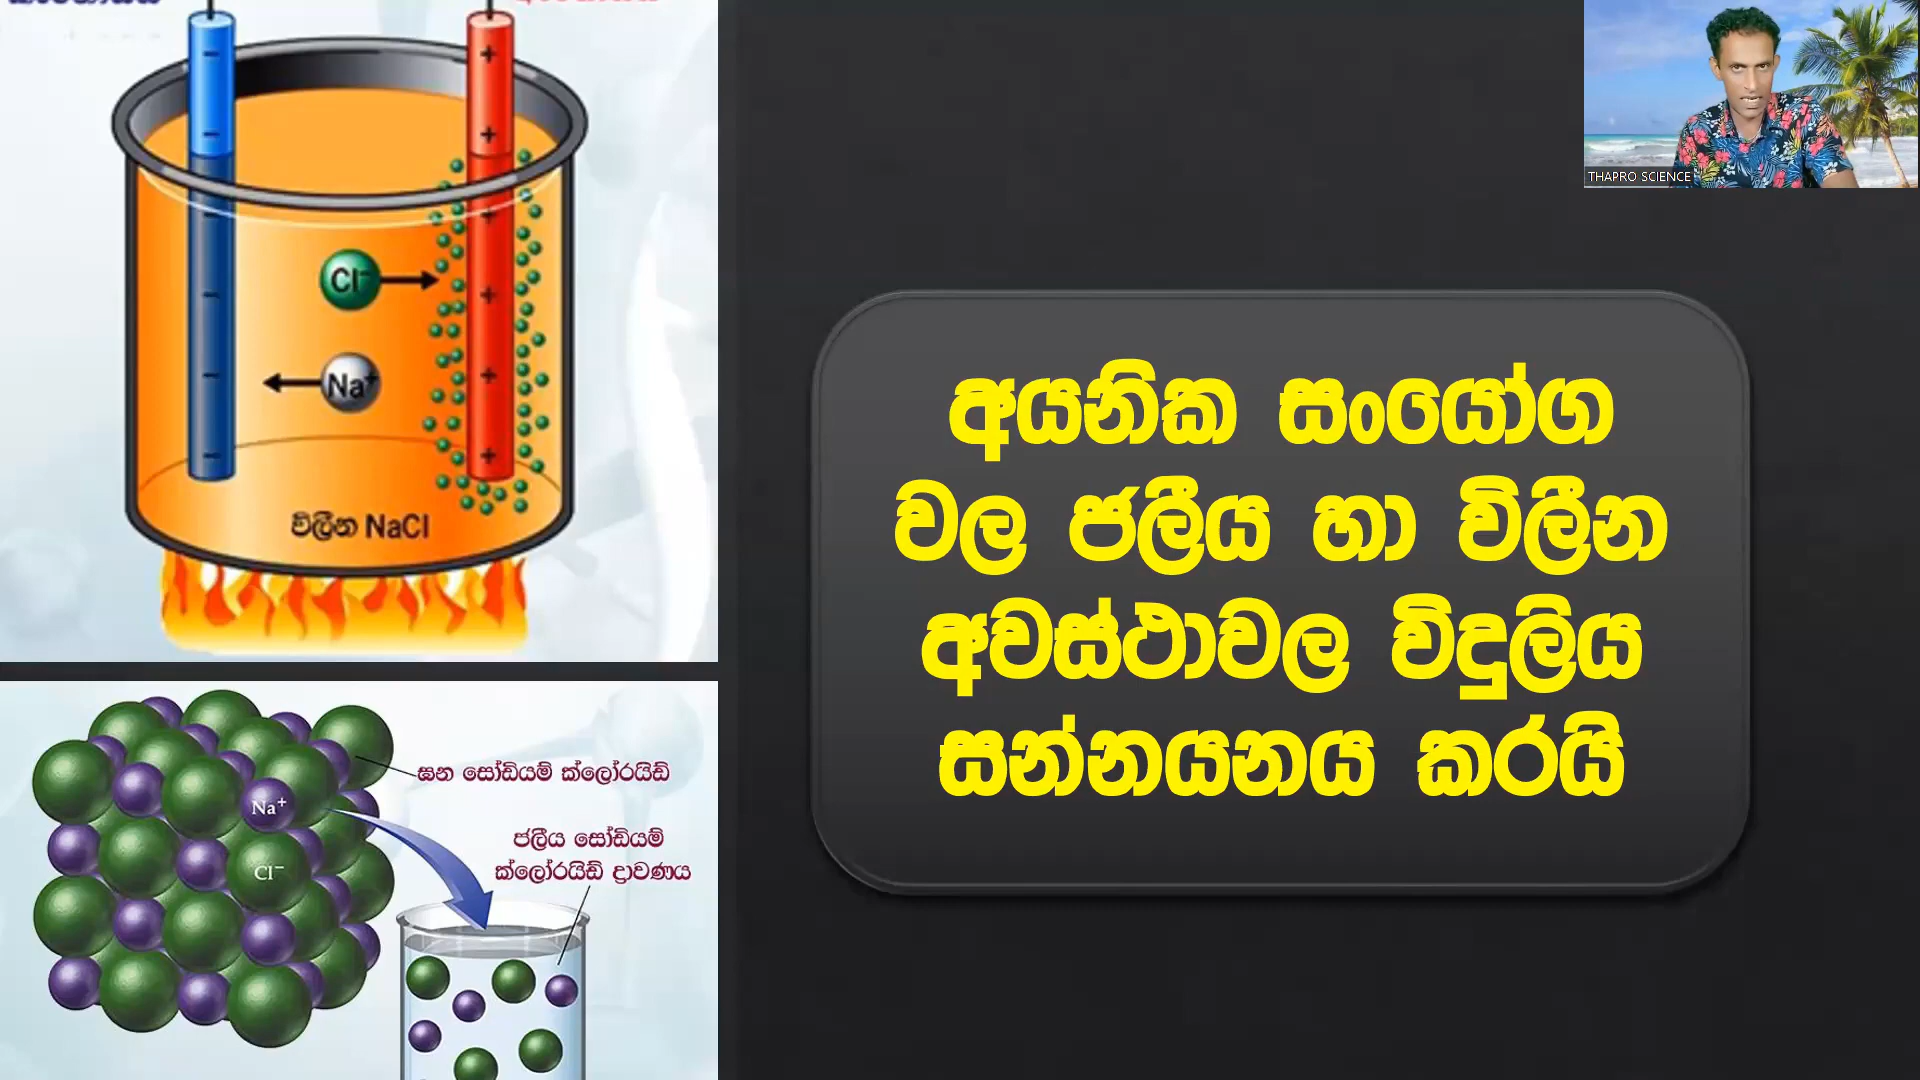 Cl⁻
Na⁺
විලීන NaCl
ඝන සෝඩියම් ක්ලෝරයිඩ්
Na⁺
Cl⁻
ජලීය සෝඩියම්
ක්ලෝරයිඩ් ද්‍රාවණය
අයනික සංයෝග
වල ජලීය හා විලීන
අවස්ථාවල විදුලිය
සන්නයනය කරයි
THAPRO SCIENCE